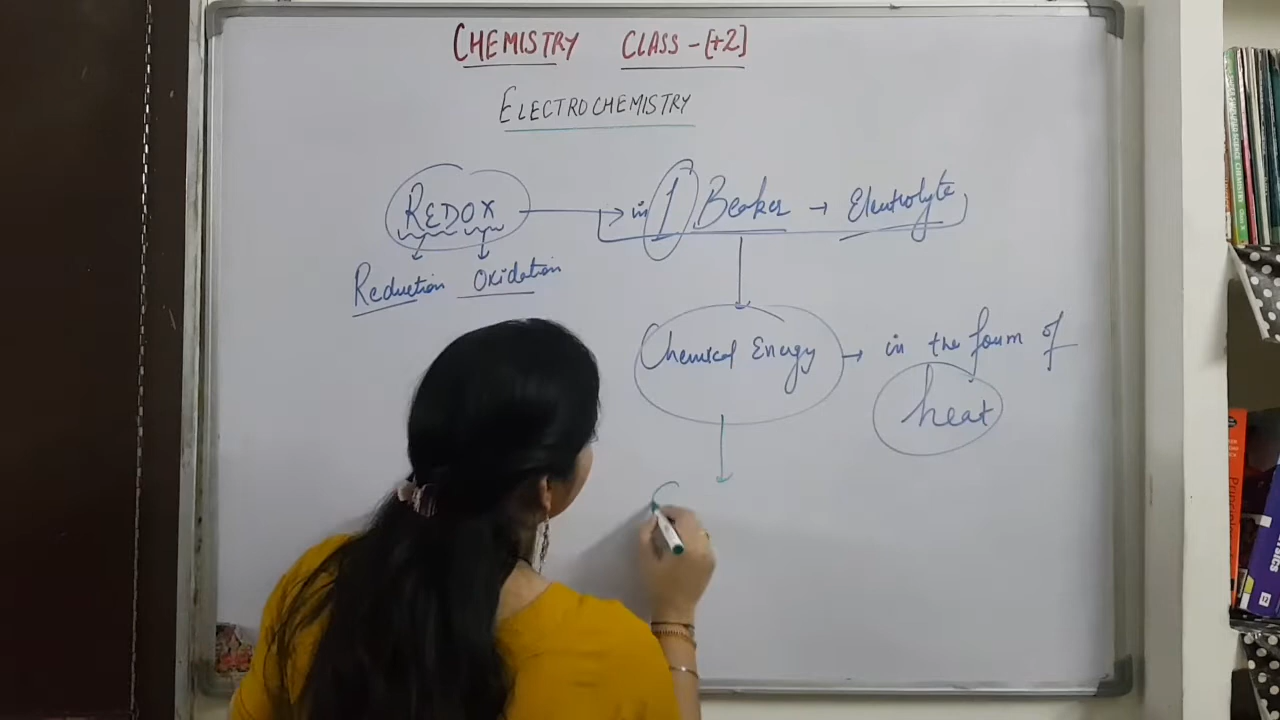 CHEMISTRY CLASS-[+2]
ELECTROCHEMISTRY
REDOX → in 1 Beaker → Electrolyte
Reduction Oxidation
Chemical Energy → in the form of
heat